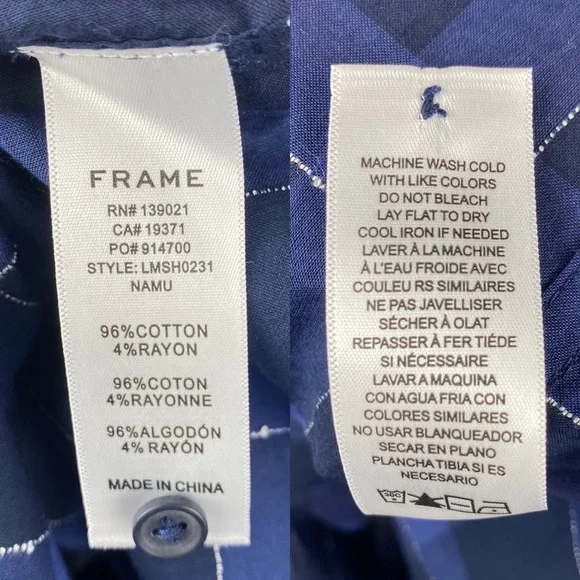 FRAME
RN# 139021
CA# 19371
PO# 914700
STYLE: LMSH0231
NAMU
96%COTTON
4%RAYON
96%COTON
4%RAYONNE
96%ALGODÓN
4%RAYÓN
MADE IN CHINA
MACHINE WASH COLD
WITH LIKE COLORS
DO NOT BLEACH
LAY FLAT TO DRY
COOL IRON IF NEEDED
LAVER À LA MACHINE
À L'EAU FROIDE AVEC
COULEU RS SIMILAIRES
NE PAS JAVELLISER
SÉCHER À OLAT
REPASSER À FER TIÉDE
SI NÉCESSAIRE
LAVAR A MAQUINA
CON AGUA FRIA CON
COLORES SIMILARES
NO USAR BLANQUEADOR
SECAR EN PLANO
PLANCHA TIBIA SI ES
NECESARIO